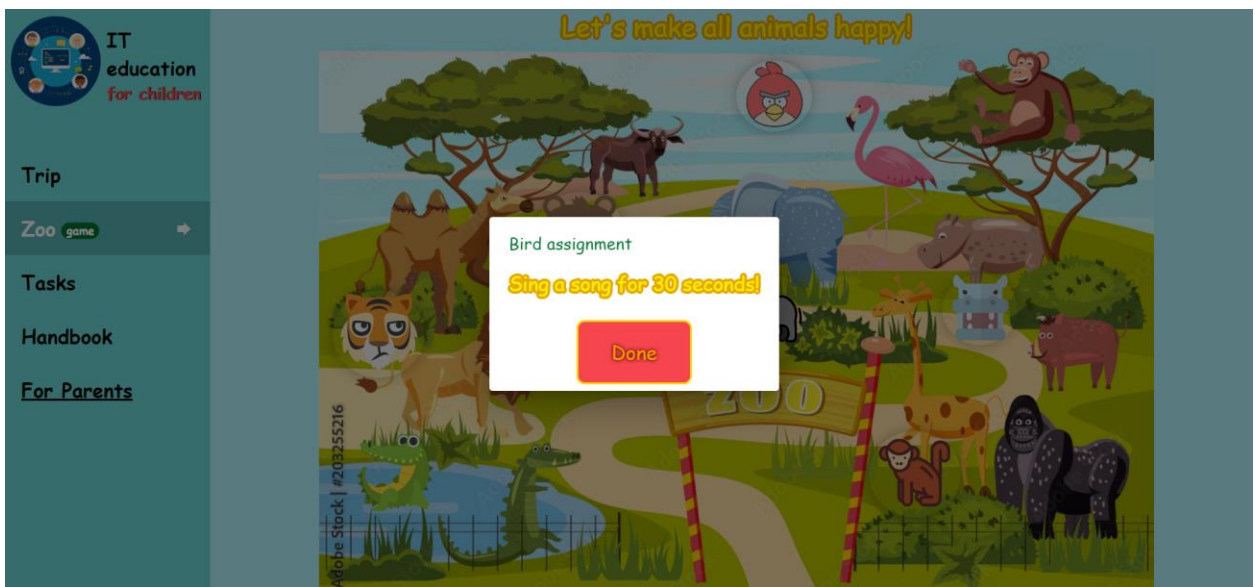 IT
education
for children
Trip
Zoo game
Tasks
Handbook
For Parents
Let's make all animals happy!
Bird assignment
Sing a song for 30 seconds!
Done
ZOO
Adobe Stock | #203255216